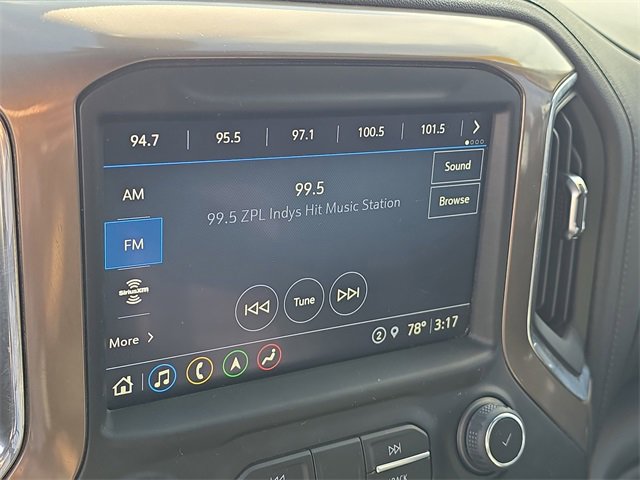 94.7 95.5 97.1 100.5 101.5
AM
FM
SiriusXM
More
99.5
99.5 ZPL Indys Hit Music Station
Sound
Browse
Tune
2 78° 3:17